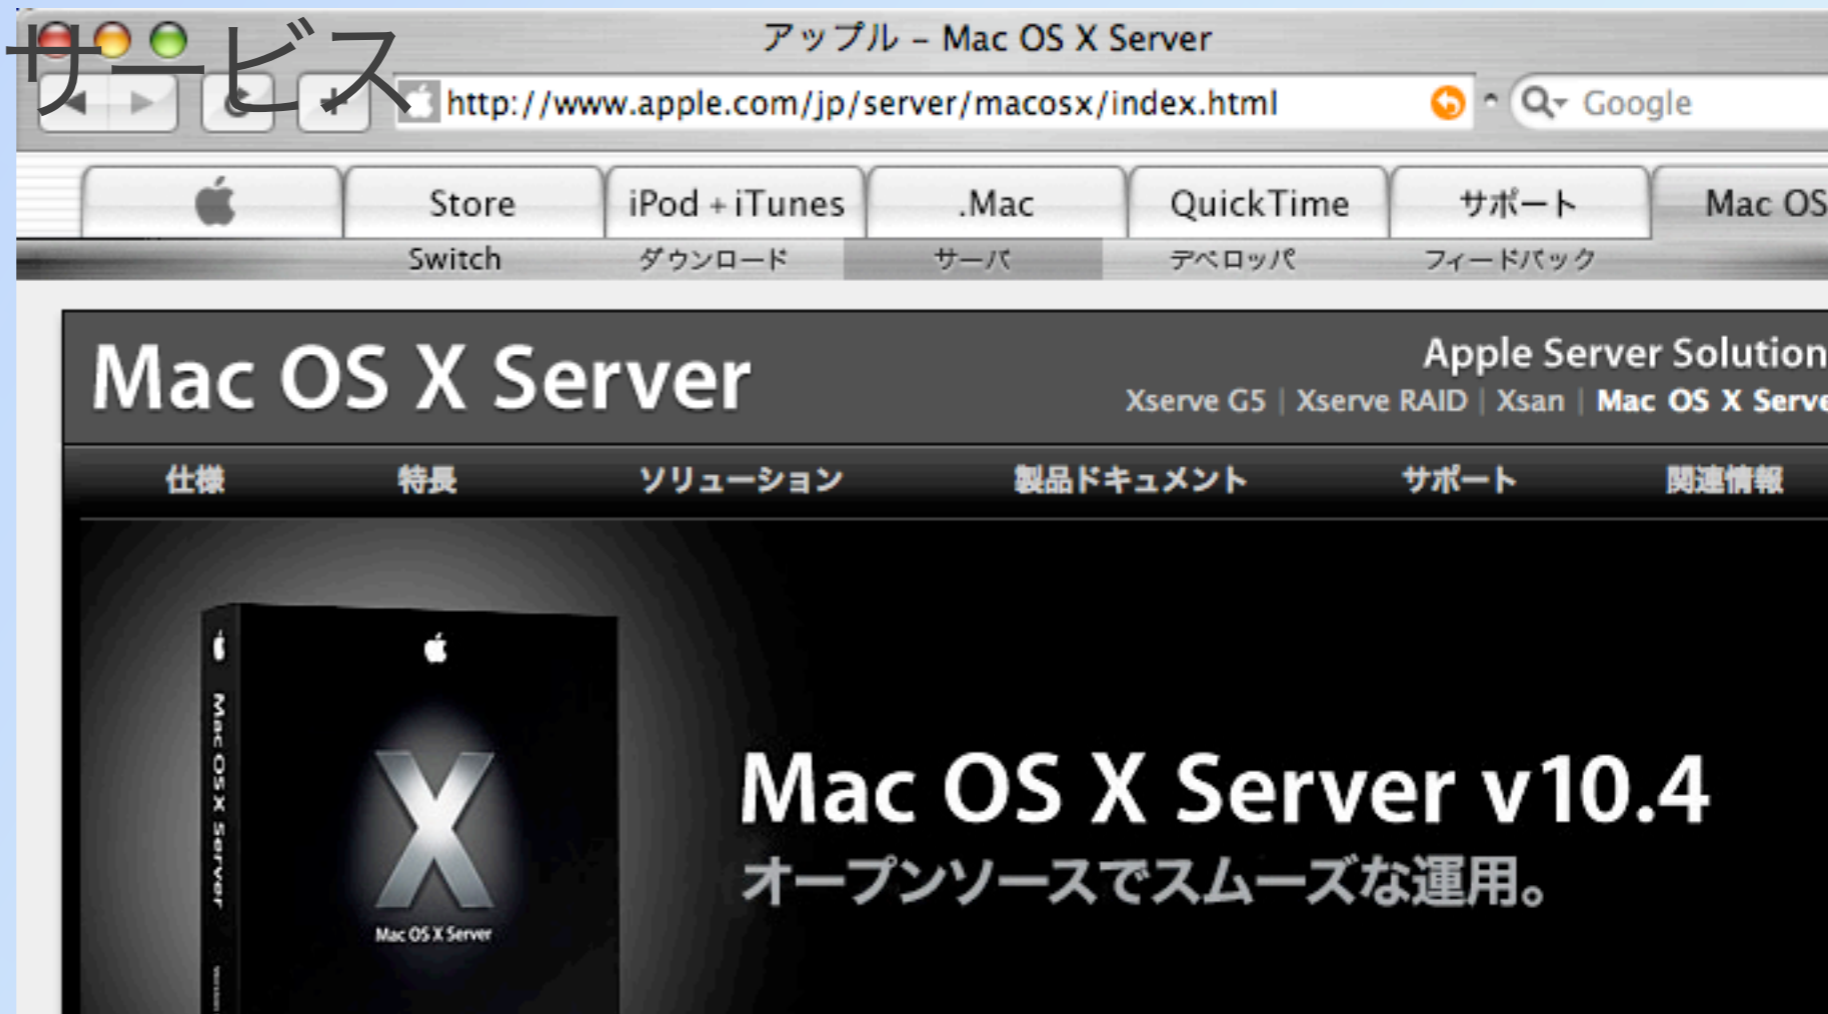 サービス
アップル – Mac OS X Server
http://www.apple.com/jp/server/macosx/index.html Google
Store iPod + iTunes .Mac QuickTime サポート Mac OS
Switch ダウンロード サーバ デベロッパ フィードバック
Mac OS X Server
Apple Server Solution
Xserve G5 | Xserve RAID | Xsan | Mac OS X Serve
仕様 特長 ソリューション 製品ドキュメント サポート 関連情報
Mac OS X Server
Mac OS X Server
Mac OS X Server v10.4
オープンソースでスムーズな運用。